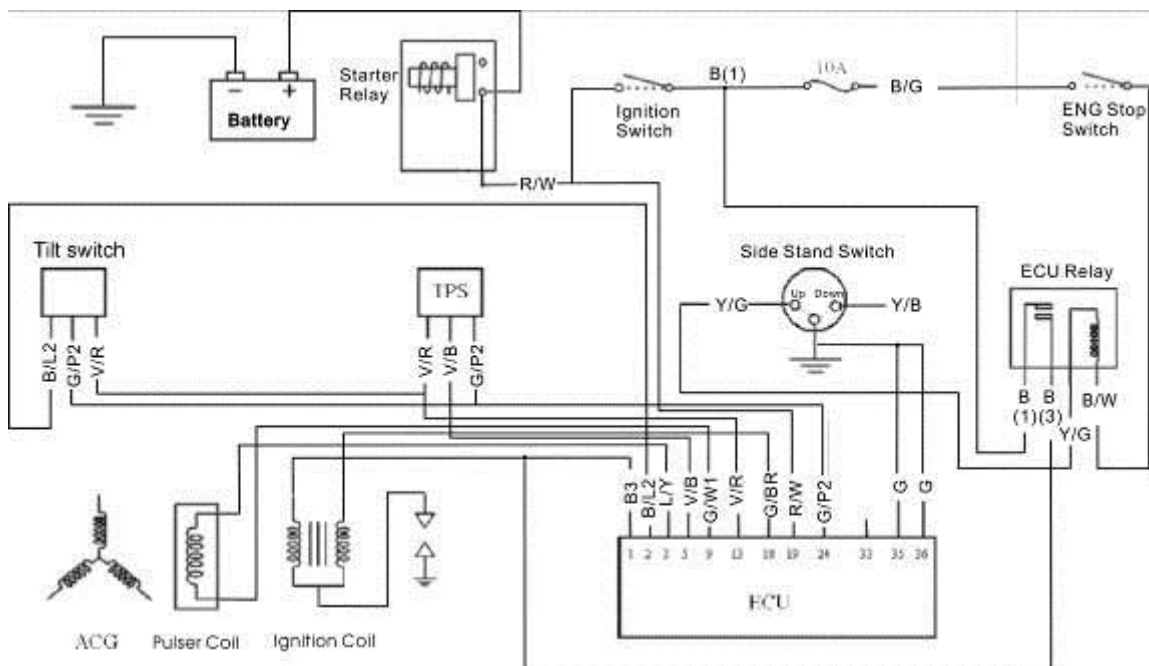 Battery
- +
Starter
Relay
Ignition
Switch
B(1)
10A
B/G
ENG Stop
Switch
R/W
Tilt switch
TPS
Side Stand Switch
Up Down
Y/G
Y/B
ECU Relay
B/L2
G/P2
V/R
V/R
V/B
G/P2
B B
(1)(3)
Y/G
B/W
B3
B/L2
L/Y
V/B
G/W1
V/R
G/BR
R/W
G/P2
G
G
1 2 3 5 9 13 18 19 24 33 35 36
ECU
ACG
Pulser Coil
Ignition Coil